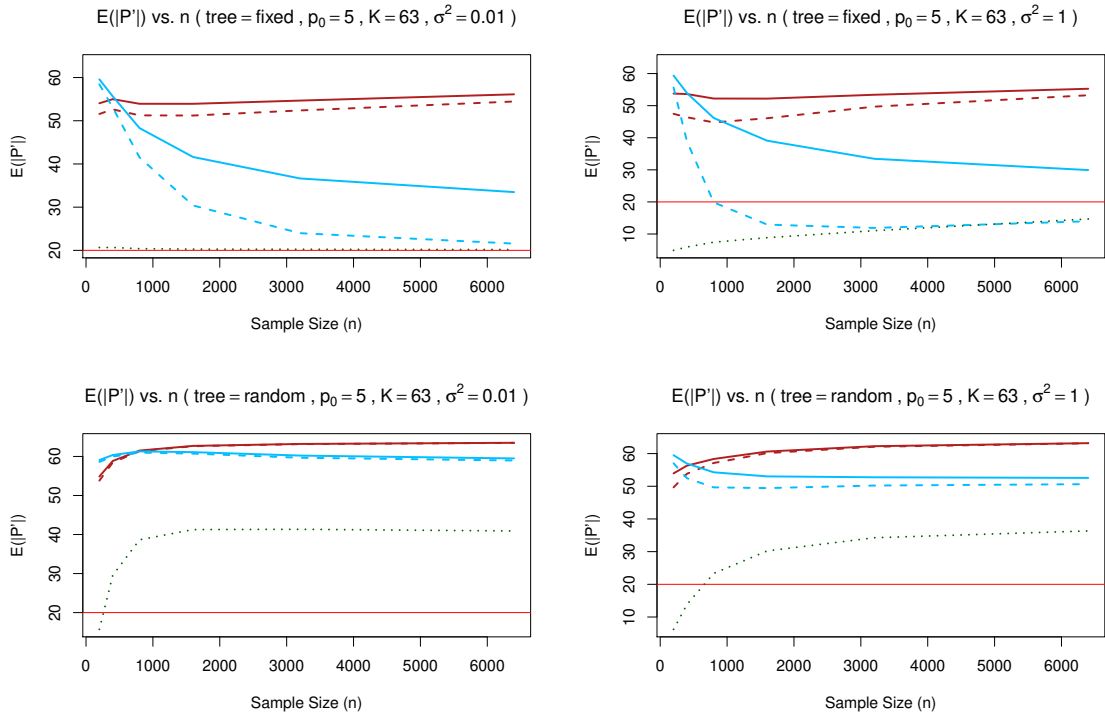 E(|P'|) vs. n ( tree = fixed , p₀ = 5 , K = 63 , σ² = 0.01 )
E(|P'|)
60
50
40
30
20
0 1000 2000 3000 4000 5000 6000
Sample Size (n)
E(|P'|) vs. n ( tree = fixed , p₀ = 5 , K = 63 , σ² = 1 )
E(|P'|)
60
50
40
30
20
10
0 1000 2000 3000 4000 5000 6000
Sample Size (n)
E(|P'|) vs. n ( tree = random , p₀ = 5 , K = 63 , σ² = 0.01 )
E(|P'|)
60
50
40
30
20
0 1000 2000 3000 4000 5000 6000
Sample Size (n)
E(|P'|) vs. n ( tree = random , p₀ = 5 , K = 63 , σ² = 1 )
E(|P'|)
60
50
40
30
20
10
0 1000 2000 3000 4000 5000 6000
Sample Size (n)